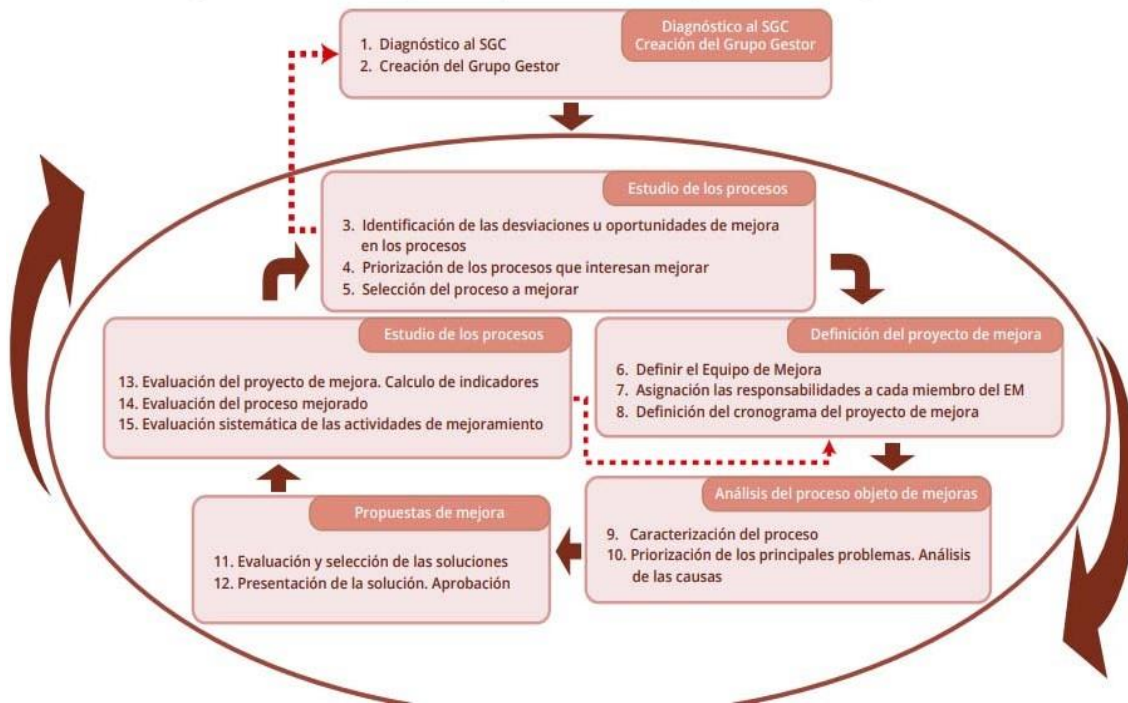 Diagnóstico al SGC
Creación del Grupo Gestor
1. Diagnóstico al SGC
2. Creación del Grupo Gestor
Estudio de los procesos
3. Identificación de las desviaciones u oportunidades de mejora
en los procesos
4. Priorización de los procesos que interesan mejorar
5. Selección del proceso a mejorar
Definición del proyecto de mejora
6. Definir el Equipo de Mejora
7. Asignación las responsabilidades a cada miembro del EM
8. Definición del cronograma del proyecto de mejora
Análisis del proceso objeto de mejoras
9. Caracterización del proceso
10. Priorización de los principales problemas. Análisis
de las causas
Propuestas de mejora
11. Evaluación y selección de las soluciones
12. Presentación de la solución. Aprobación
Estudio de los procesos
13. Evaluación del proyecto de mejora. Calculo de indicadores
14. Evaluación del proceso mejorado
15. Evaluación sistemática de las actividades de mejoramiento